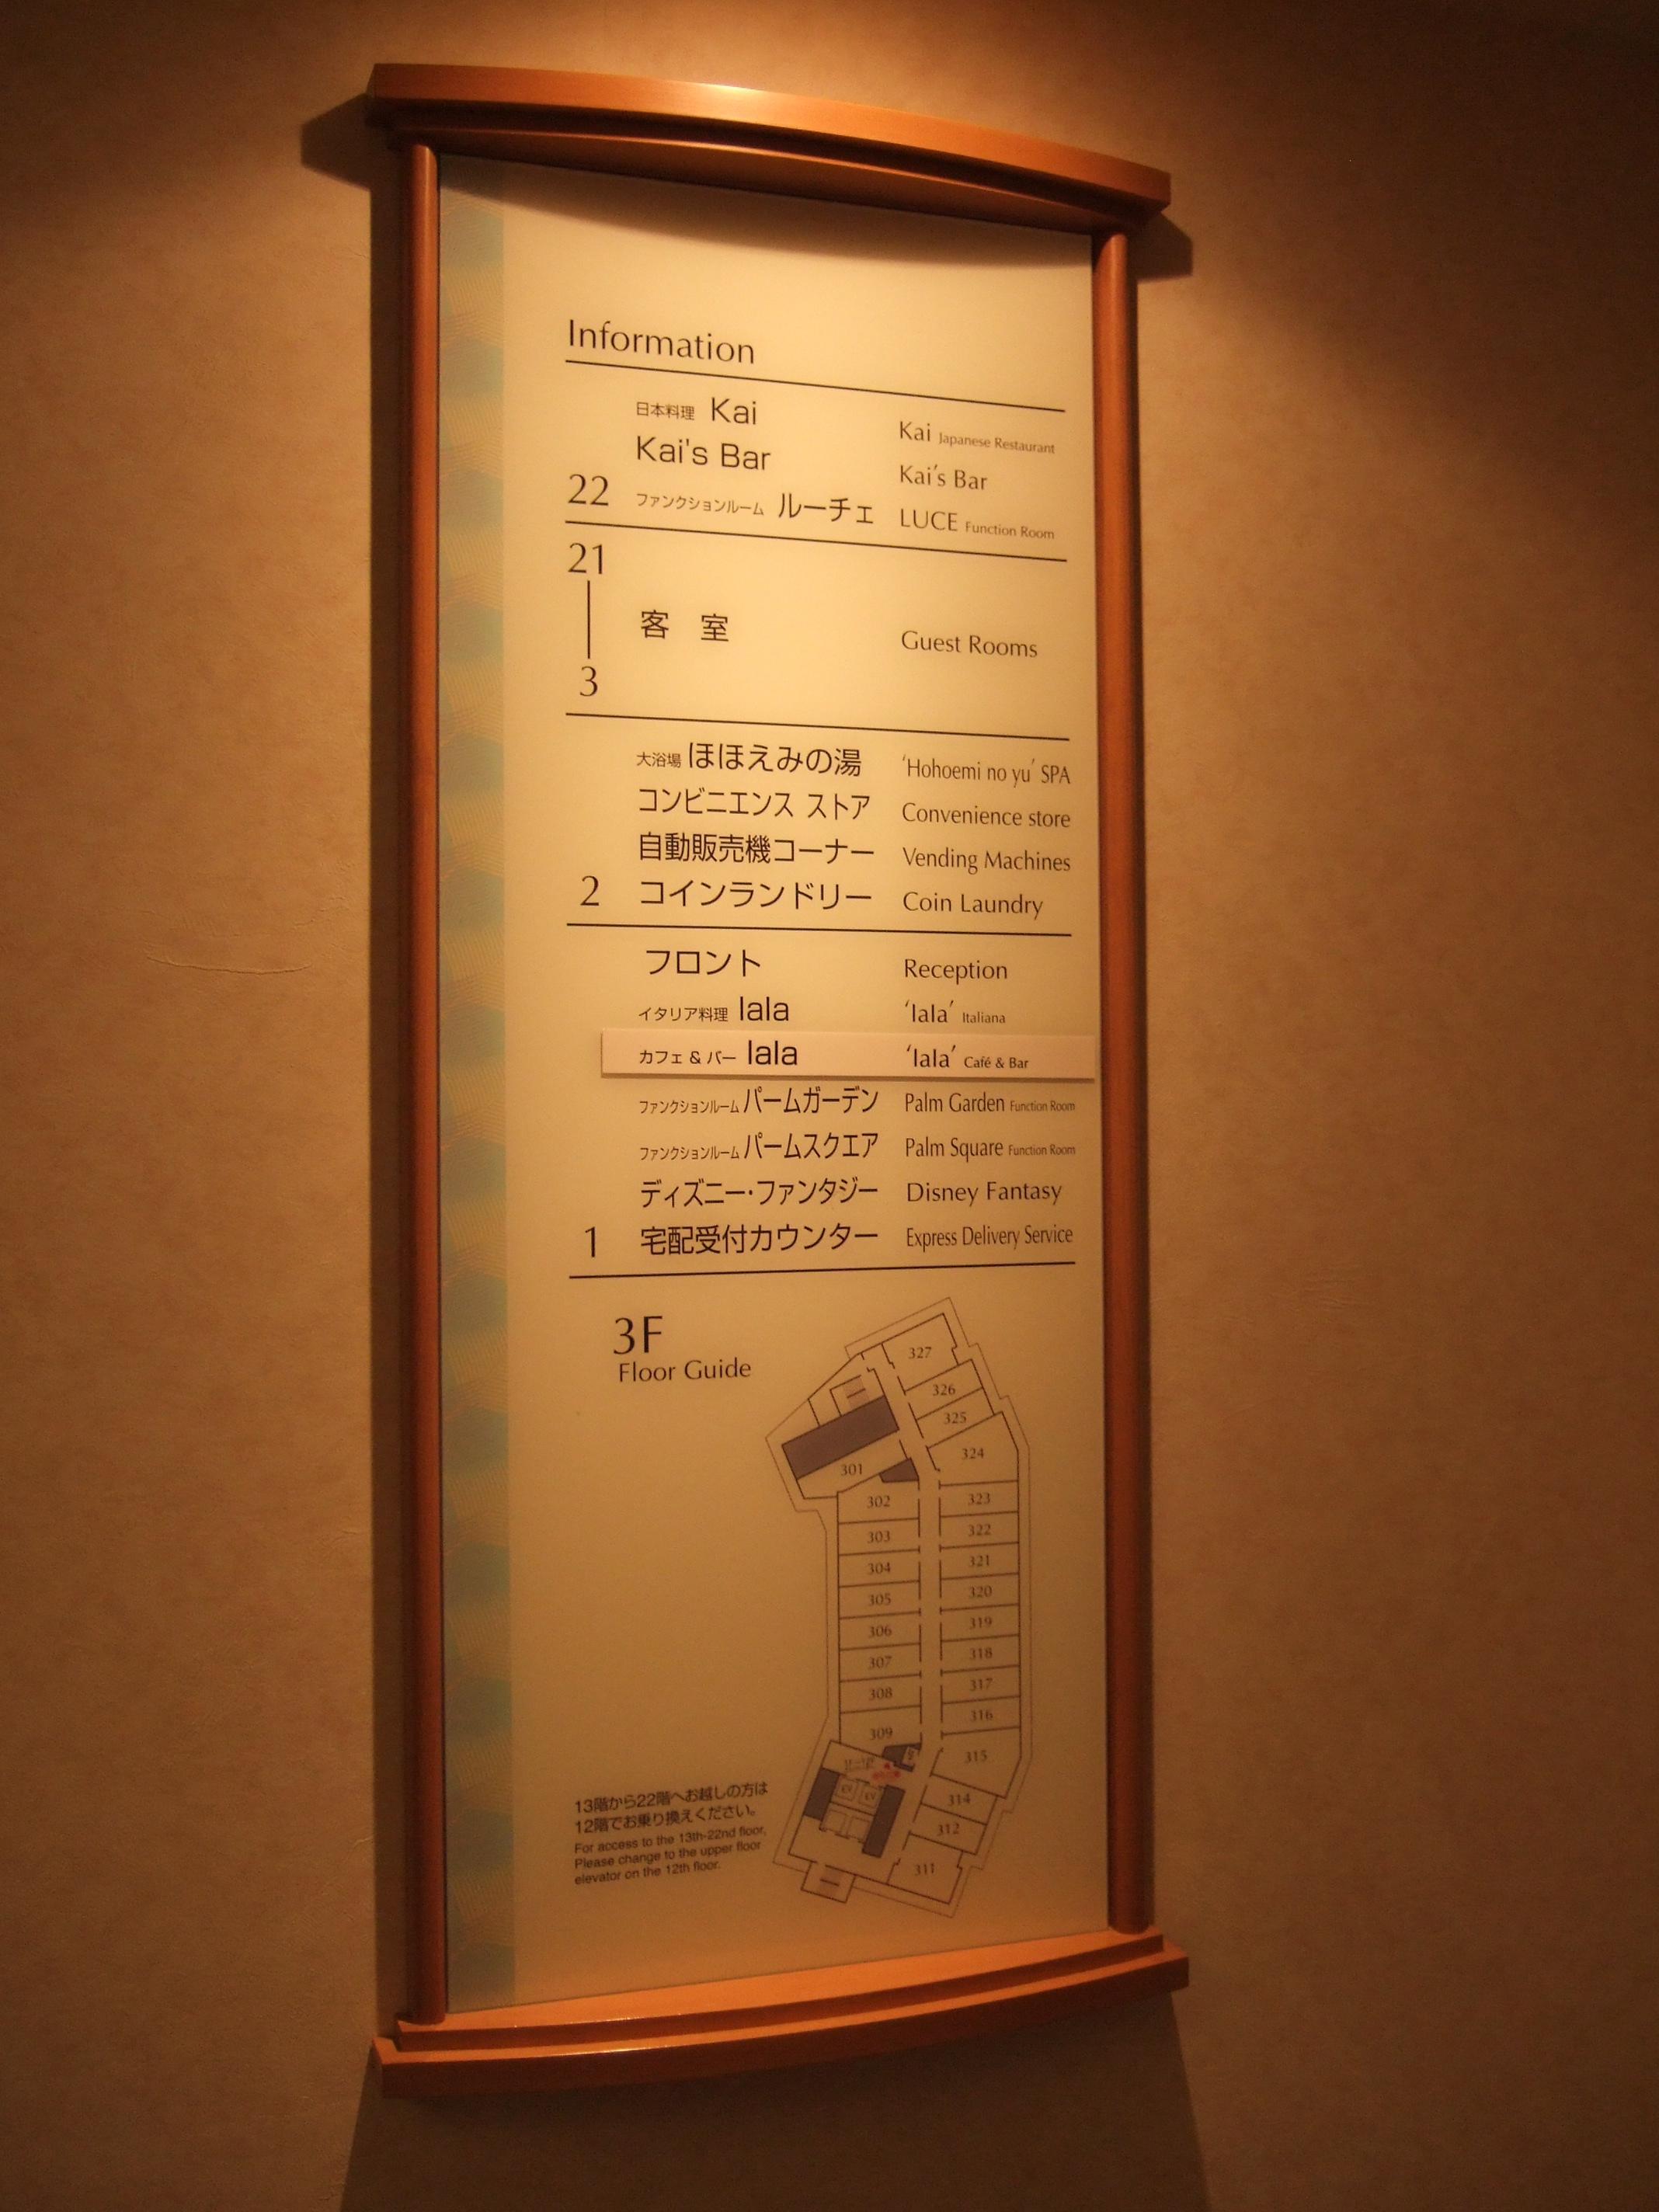 Information
日本料理 Kai Kai Japanese Restaurant
Kai's Bar Kai's Bar
22 ファンクションルーム ルーチェ LUCE Function Room
21
客 室 Guest Rooms
3
大浴場 ほほえみの湯 'Hohoemi no yu' SPA
コンビニエンス ストア Convenience store
自動販売機コーナー Vending Machines
2 コインランドリー Coin Laundry
フロント Reception
イタリア料理 lala 'lala' Italiana
カフェ & バー lala 'lala' Café & Bar
ファンクションルーム パームガーデン Palm Garden Function Room
ファンクションルーム パームスクエア Palm Square Function Room
ディズニー・ファンタジー Disney Fantasy
1 宅配受付カウンター Express Delivery Service
3F
Floor Guide
327
326
325
324
301
302 323
303 322
304 321
305 320
306 319
307 318
308 317
316
309
315
314
312
311
13階から22階へお越しの方は
12階でお乗り換えください。
For access to the 13th-22nd floor,
Please change to the upper floor
elevator on the 12th floor.